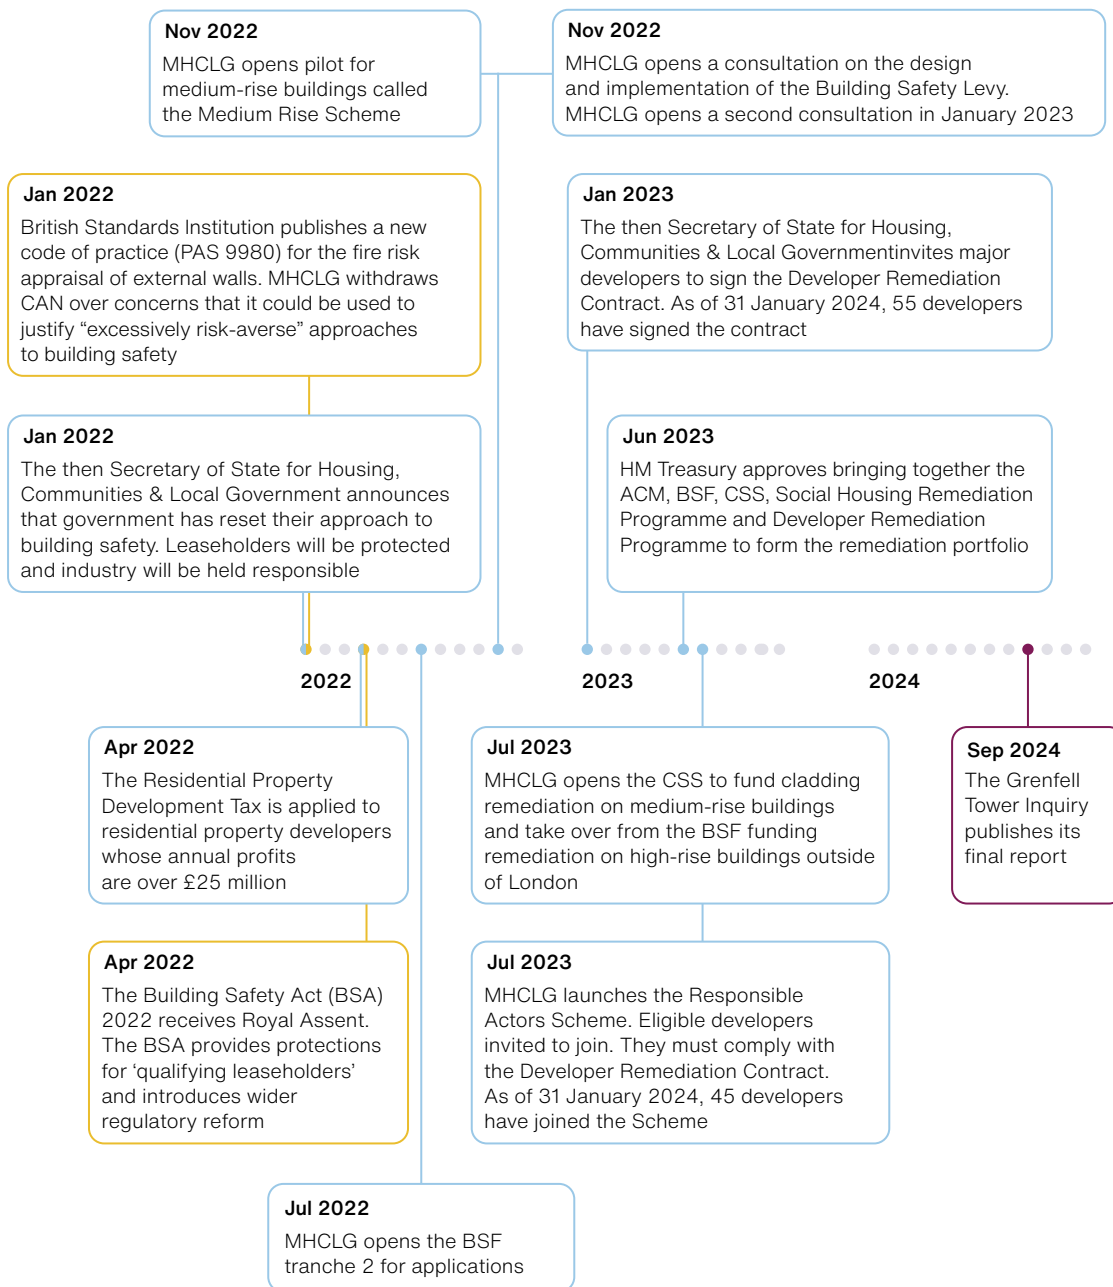 Nov 2022
MHCLG opens pilot for
medium-rise buildings called
the Medium Rise Scheme
Nov 2022
MHCLG opens a consultation on the design
and implementation of the Building Safety Levy.
MHCLG opens a second consultation in January 2023
Jan 2022
British Standards Institution publishes a new
code of practice (PAS 9980) for the fire risk
appraisal of external walls. MHCLG withdraws
CAN over concerns that it could be used to
justify “excessively risk-averse” approaches
to building safety
Jan 2023
The then Secretary of State for Housing,
Communities & Local Governmentinvites major
developers to sign the Developer Remediation
Contract. As of 31 January 2024, 55 developers
have signed the contract
Jan 2022
The then Secretary of State for Housing,
Communities & Local Government announces
that government has reset their approach to
building safety. Leaseholders will be protected
and industry will be held responsible
Jun 2023
HM Treasury approves bringing together the
ACM, BSF, CSS, Social Housing Remediation
Programme and Developer Remediation
Programme to form the remediation portfolio
2022
2023
2024
Apr 2022
The Residential Property
Development Tax is applied to
residential property developers
whose annual profits
are over £25 million
Jul 2023
MHCLG opens the CSS to fund cladding
remediation on medium-rise buildings
and take over from the BSF funding
remediation on high-rise buildings outside
of London
Sep 2024
The Grenfell
Tower Inquiry
publishes its
final report
Apr 2022
The Building Safety Act (BSA)
2022 receives Royal Assent.
The BSA provides protections
for ‘qualifying leaseholders’
and introduces wider
regulatory reform
Jul 2023
MHCLG launches the Responsible
Actors Scheme. Eligible developers
invited to join. They must comply with
the Developer Remediation Contract.
As of 31 January 2024, 45 developers
have joined the Scheme
Jul 2022
MHCLG opens the BSF
tranche 2 for applications